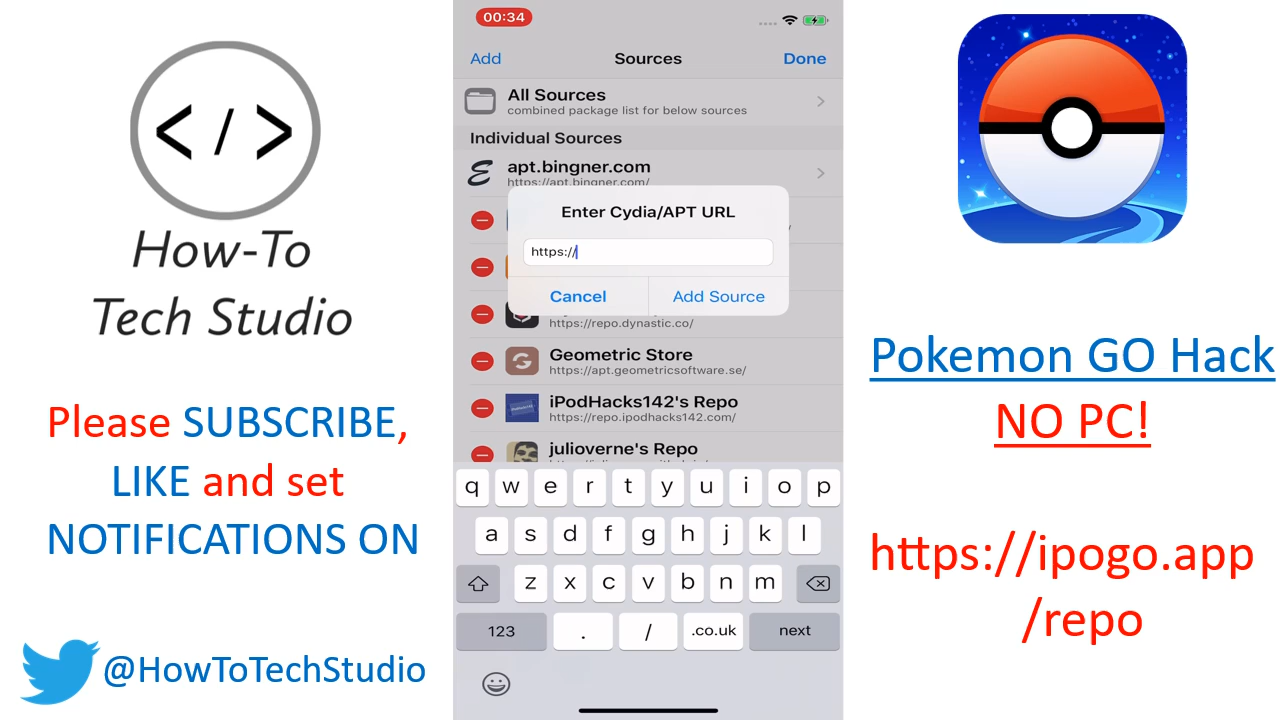 < / >
How-To
Tech Studio
Please SUBSCRIBE,
LIKE and set
NOTIFICATIONS ON
@HowToTechStudio
00:34
Add
Sources
Done
All Sources
combined package list for below sources
Individual Sources
apt.bingner.com
https://apt.bingner.com/
Enter Cydia/APT URL
https://
Cancel
Add Source
https://repo.dynastic.co/
Geometric Store
https://apt.geometricsoftware.se/
iPodHacks142's Repo
https://repo.ipodhacks142.com/
julioverne's Repo
q w e r t y u i o p
a s d f g h j k l
z x c v b n m
123 . / .co.uk next
Pokemon GO Hack
NO PC!
https://ipogo.app
/repo